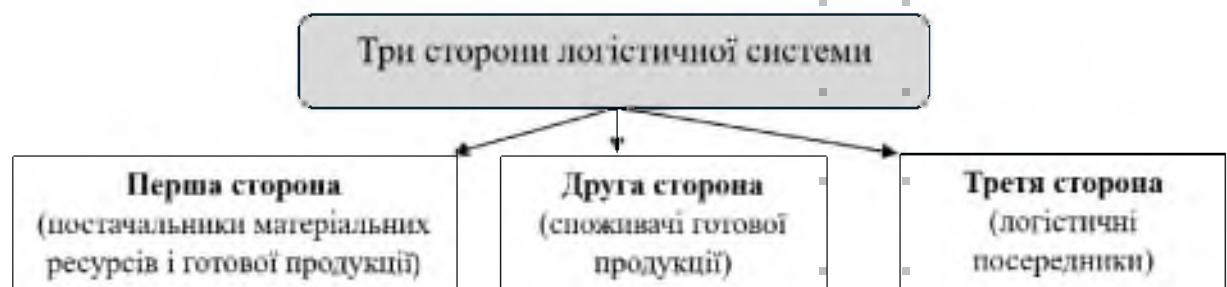 Три сторони логістичної системи
Перша сторона
(постачальники матеріальних
ресурсів і готової продукції)
Друга сторона
(споживачі готової
продукції)
Третя сторона
(логістичні
посередники)